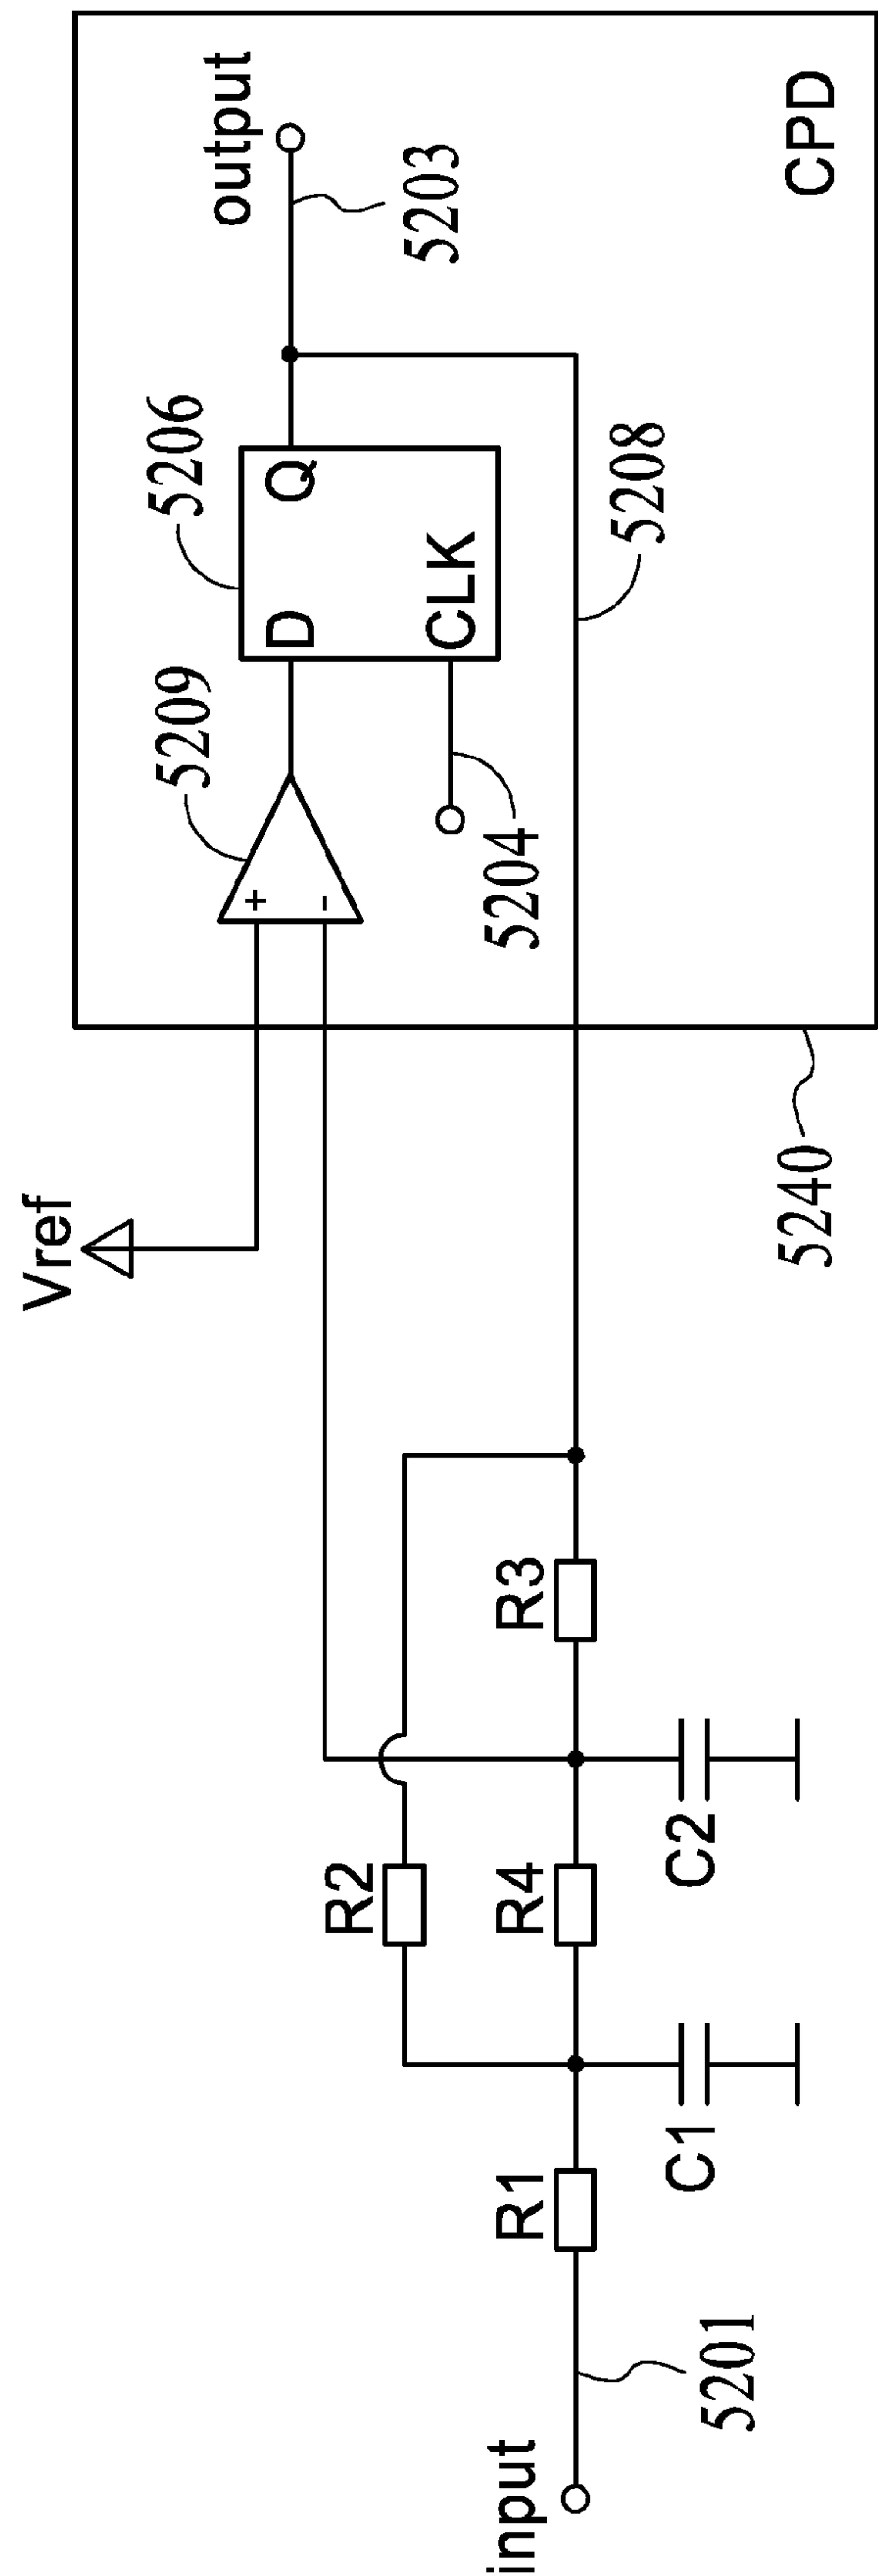 Vref
5209
5206
output
+
-
D
Q
CLK
5204
5203
R2
5208
R1
R4
R3
input
5201
C1
C2
5240
CPD